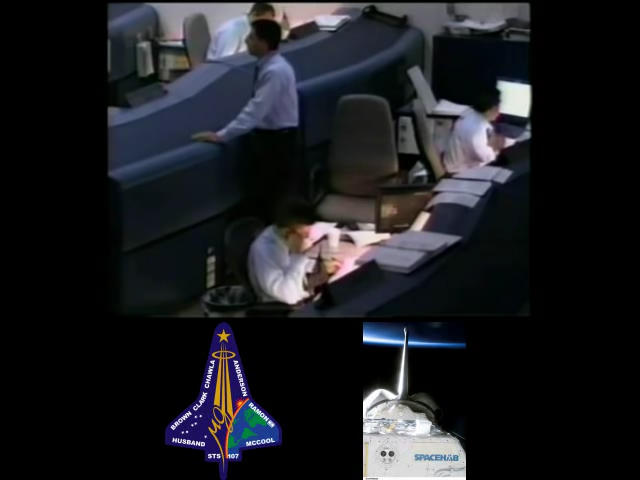 BROWN CLARK CHAWLA
ANDERSON
RAMON
HUSBAND
MCCOOL
STS 107
SPACEHAB